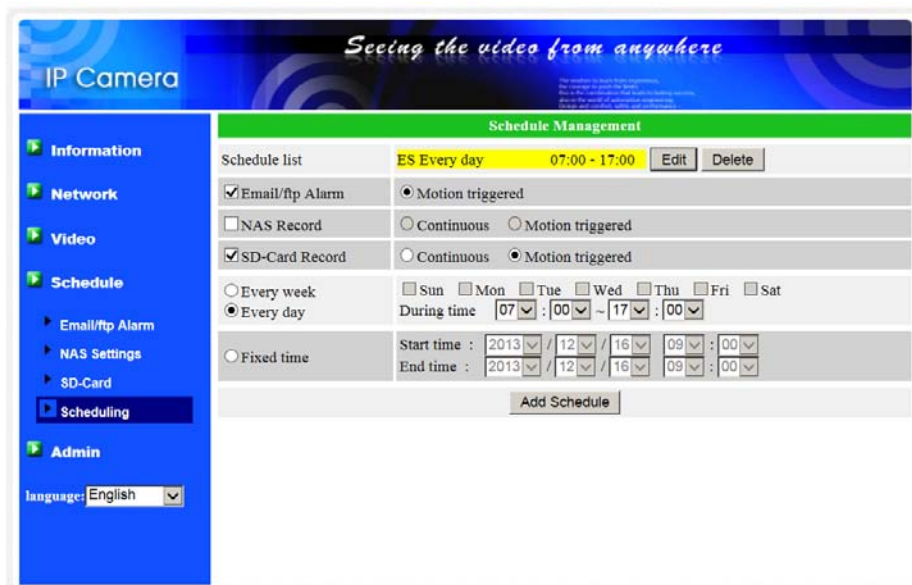 Seeing the video from anywhere
IP Camera
Schedule Management
Information
Network
Video
Schedule
Email/ftp Alarm
NAS Settings
SD-Card
Scheduling
Admin
language: English
Schedule list ES Every day 07:00 - 17:00 Edit Delete
Email/ftp Alarm Motion triggered
NAS Record Continuous Motion triggered
SD-Card Record Continuous Motion triggered
Every week Sun Mon Tue Wed Thu Fri Sat
Every day During time 07 : 00 ~ 17 : 00
Fixed time
Start time : 2013 / 12 / 16 09 : 00
End time : 2013 / 12 / 16 09 : 00
Add Schedule